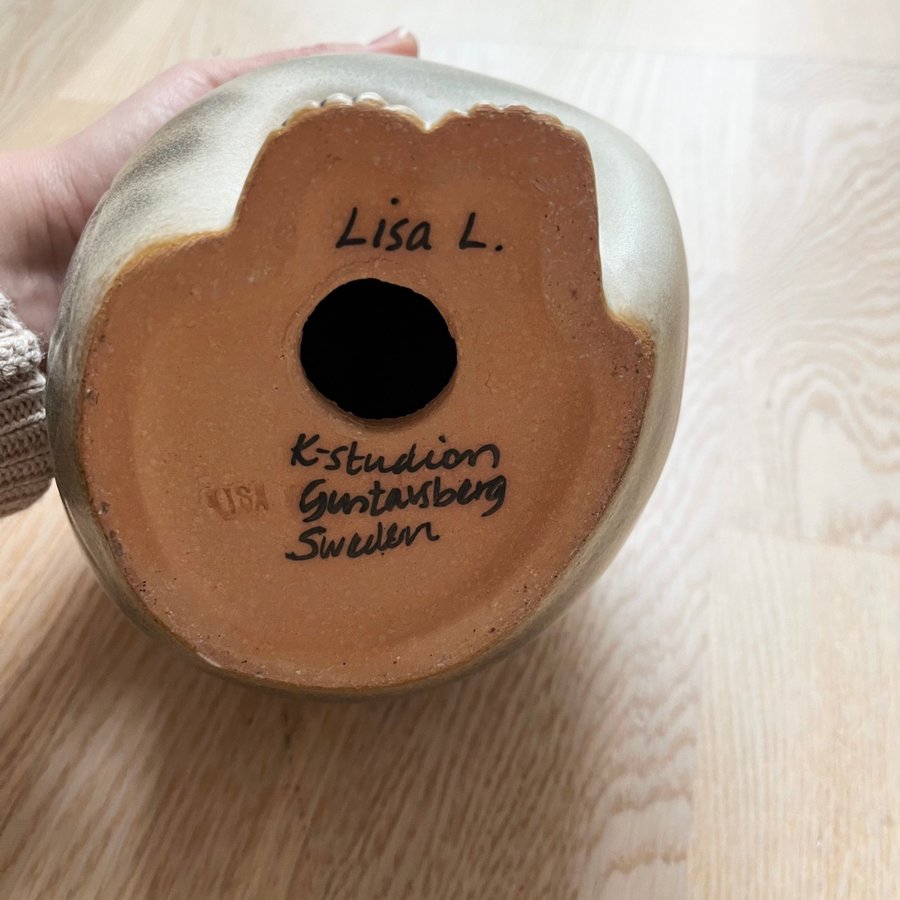 Lisa L.
K-studion
Gustavsberg
Sweden